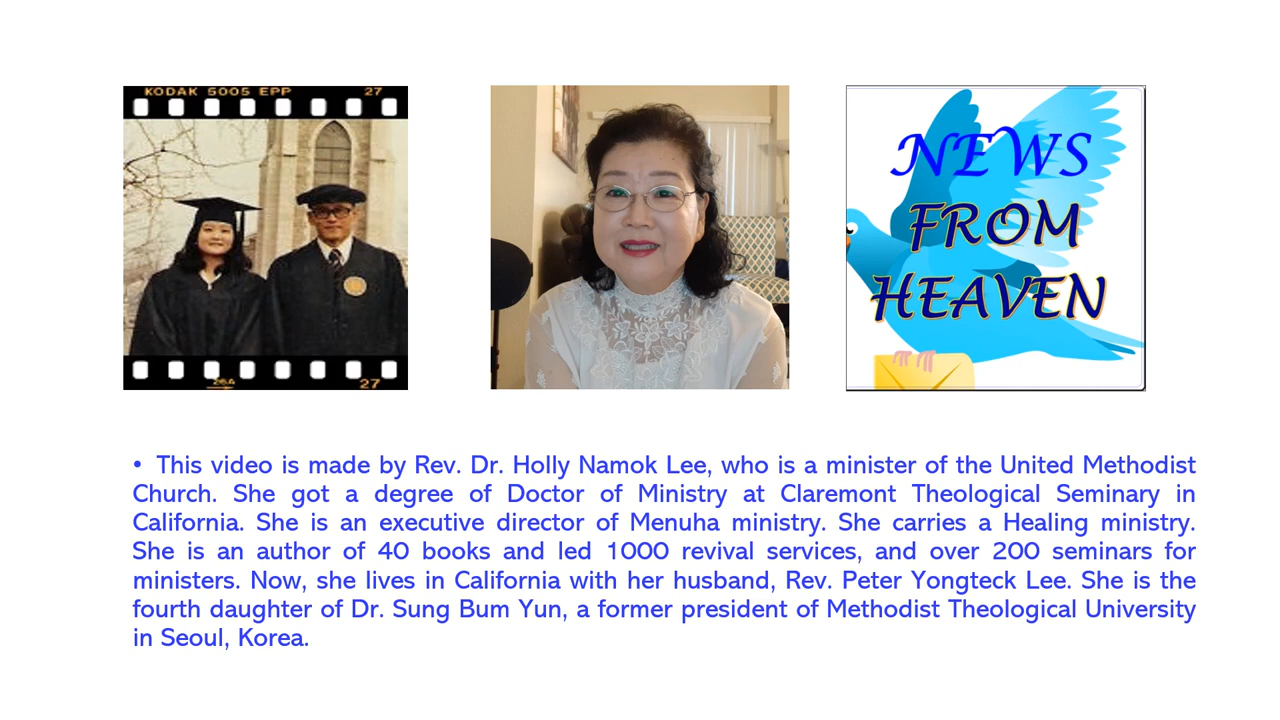 KODAK 5005 EPP 27
27
NEWS
FROM
HEAVEN
• This video is made by Rev. Dr. Holly Namok Lee, who is a minister of the United Methodist
Church. She got a degree of Doctor of Ministry at Claremont Theological Seminary in
California. She is an executive director of Menuha ministry. She carries a Healing ministry.
She is an author of 40 books and led 1000 revival services, and over 200 seminars for
ministers. Now, she lives in California with her husband, Rev. Peter Yongteck Lee. She is the
fourth daughter of Dr. Sung Bum Yun, a former president of Methodist Theological University
in Seoul, Korea.